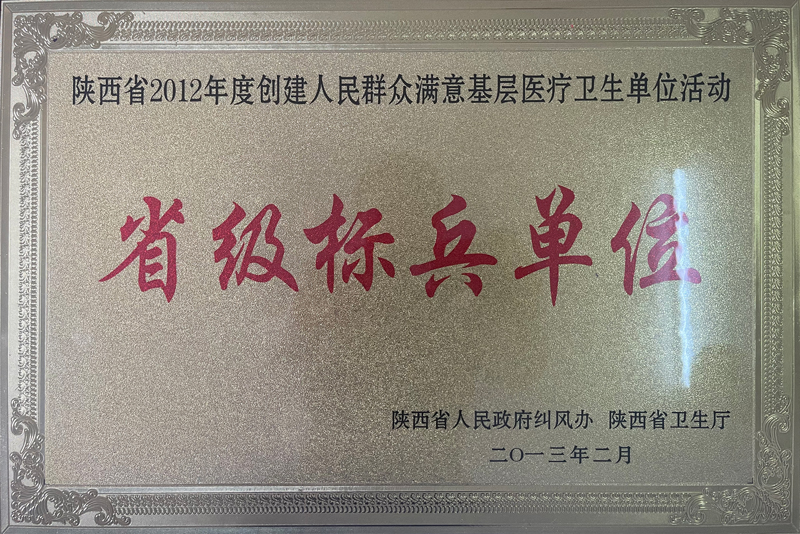 陕西省2012年度创建人民群众满意基层医疗卫生单位活动
省级标兵单位
陕西省人民政府纠风办 陕西省卫生厅
二〇一三年二月